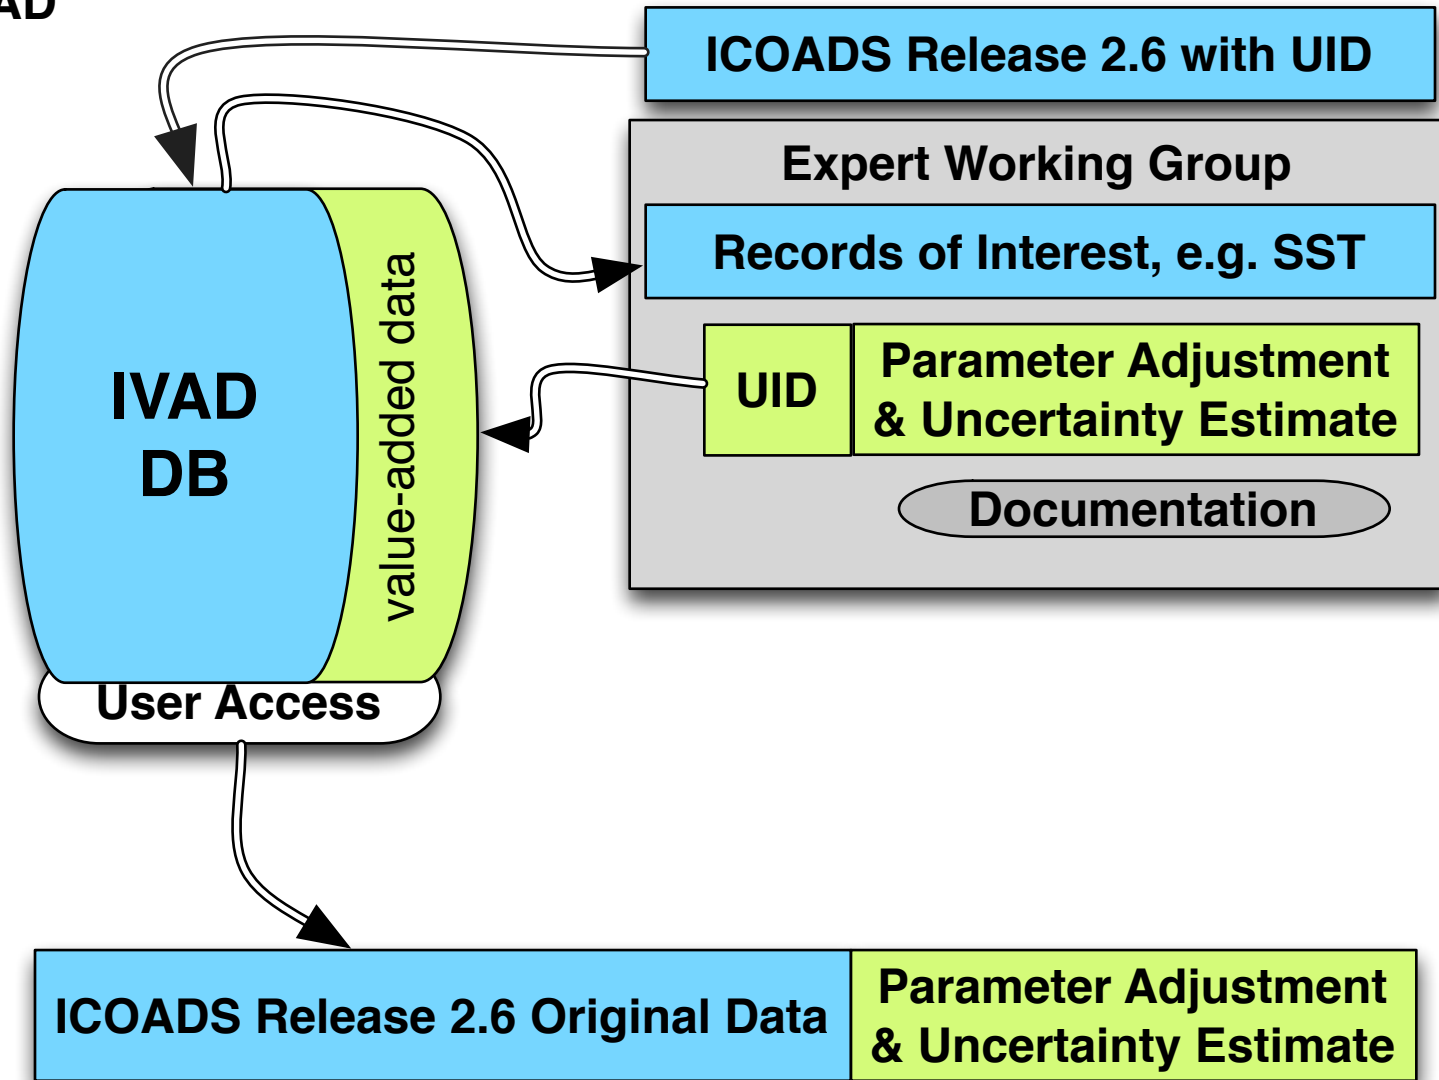 ICOADS Release 2.6 with UID
Expert Working Group
Records of Interest, e.g. SST
UID
Parameter Adjustment
& Uncertainty Estimate
Documentation
IVAD
DB
value-added data
User Access
ICOADS Release 2.6 Original Data
Parameter Adjustment
& Uncertainty Estimate